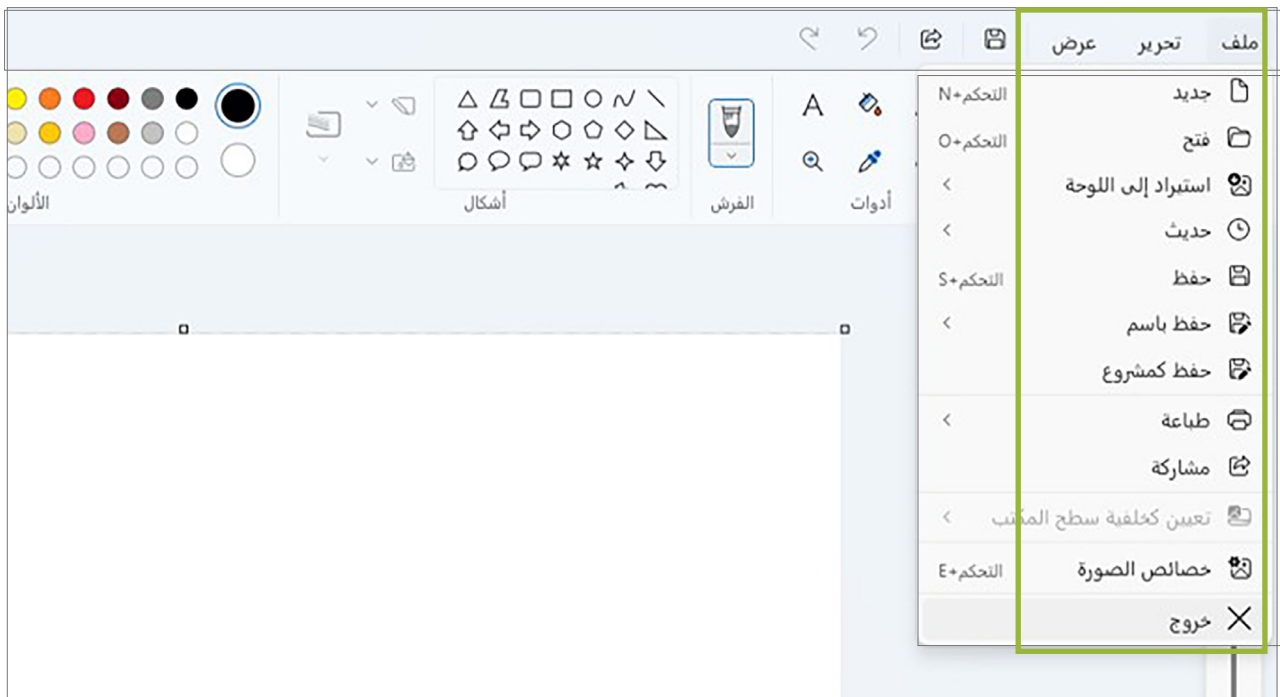 ملف تحرير عرض
جديد التحكم+N
فتح التحكم+O
استيراد إلى اللوحة
حديث
حفظ التحكم+S
حفظ باسم
حفظ كمشروع
طباعة
مشاركة
تعيين كخلفية سطح المكتب
خصائص الصورة التحكم+E
خروج
A
أدوات الفرش أشكال الألوان